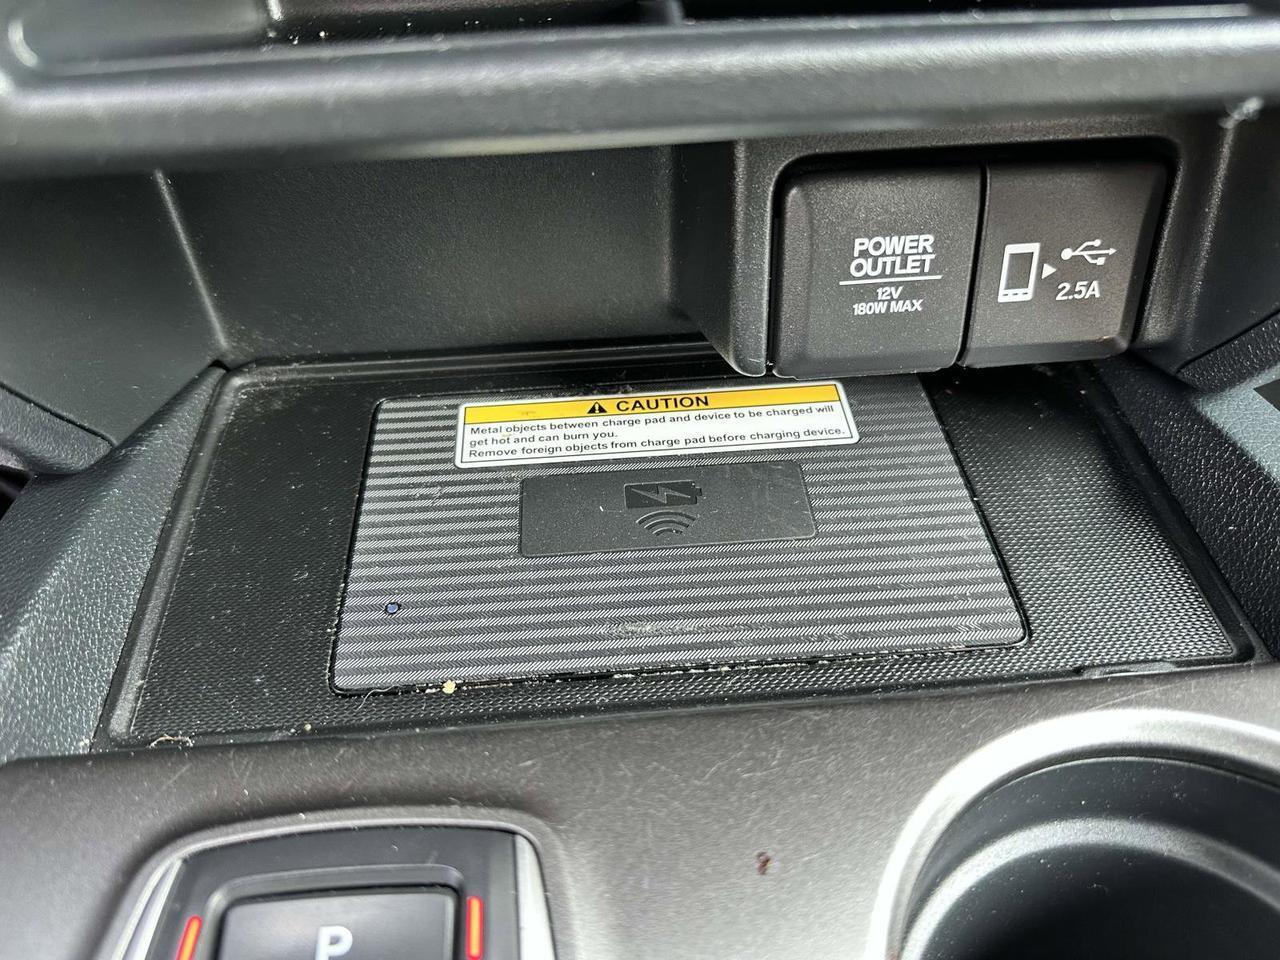 POWER
OUTLET
12V
180W MAX
2.5A
CAUTION
Metal objects between charge pad and device to be charged will
get hot and can burn you.
Remove foreign objects from charge pad before charging device.
P